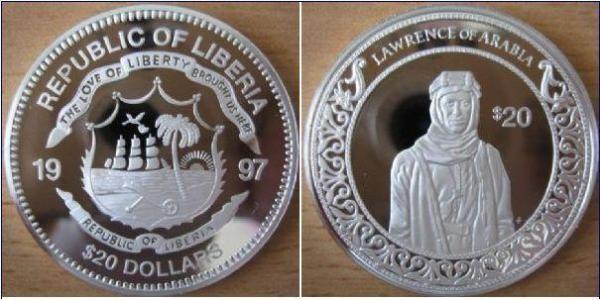 REPUBLIC OF LIBERIA
THE LOVE OF LIBERTY BROUGHT US HERE
19 97
REPUBLIC OF LIBERIA
$20 DOLLARS
LAWRENCE OF ARABIA
$20